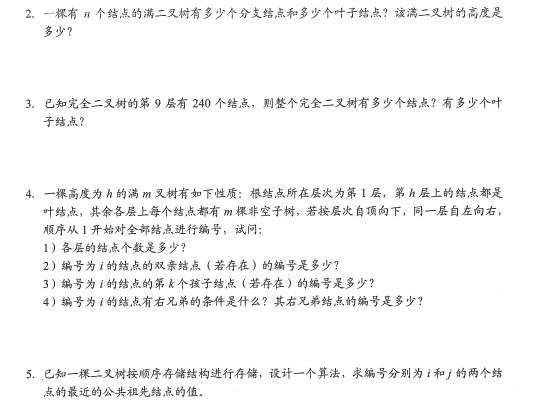 2. 一棵有 n 个结点的满二叉树有多少个分支结点和多少个叶子结点？该满二叉树的高度是
多少？
3. 已知完全二叉树的第 9 层有 240 个结点，则整个完全二叉树有多少个结点？有多少个叶
子结点？
4. 一棵高度为 h 的满 m 叉树有如下性质：根结点所在层次为第 1 层，第 h 层上的结点都是
叶结点，其余各层上每个结点都有 m 棵非空子树，若按层次自顶向下，同一层自左向右，
顺序从 1 开始对全部结点进行编号，试问：
1）各层的结点个数是多少？
2）编号为 i 的结点的双亲结点（若存在）的编号是多少？
3）编号为 i 的结点的第 k 个孩子结点（若存在）的编号是多少？
4）编号为 i 的结点有右兄弟的条件是什么？其右兄弟结点的编号是多少？
5. 已知一棵二叉树按顺序存储结构进行存储，设计一个算法，求编号分别为 i 和 j 的两个结
点的最近的公共祖先结点的值。